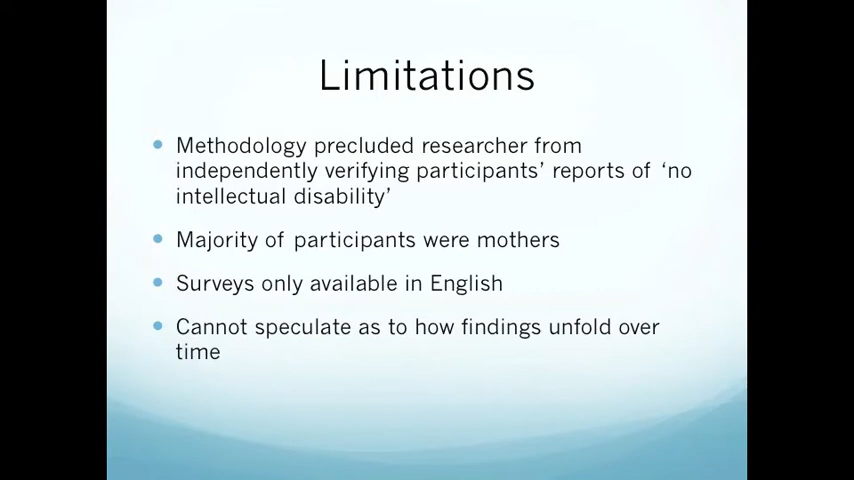 Limitations
Methodology precluded researcher from
independently verifying participants’ reports of ‘no
intellectual disability’
Majority of participants were mothers
Surveys only available in English
Cannot speculate as to how findings unfold over
time